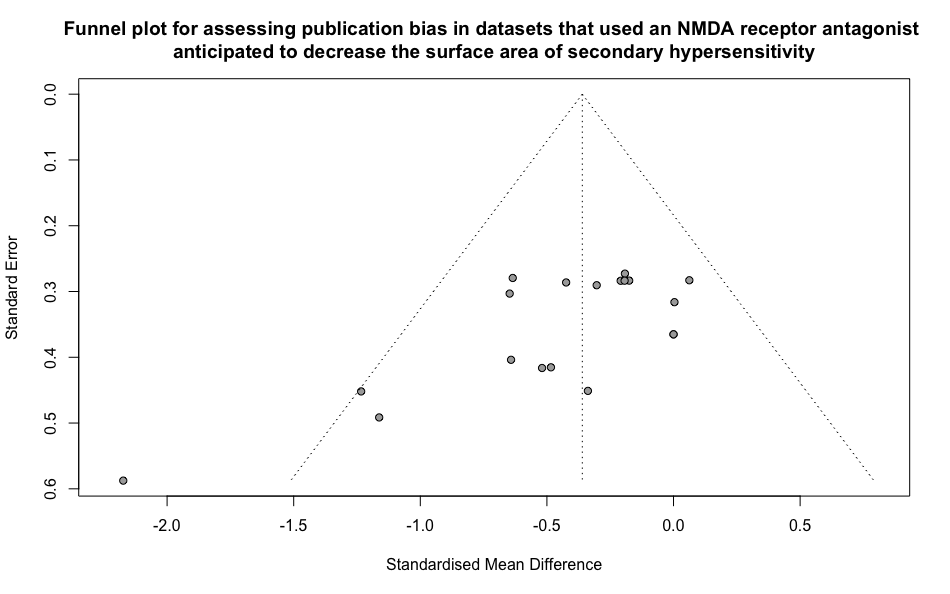 Funnel plot for assessing publication bias in datasets that used an NMDA receptor antagonist
anticipated to decrease the surface area of secondary hypersensitivity
0.0
0.1
0.2
0.3
0.4
0.5
0.6
Standard Error
-2.0 -1.5 -1.0 -0.5 0.0 0.5
Standardised Mean Difference